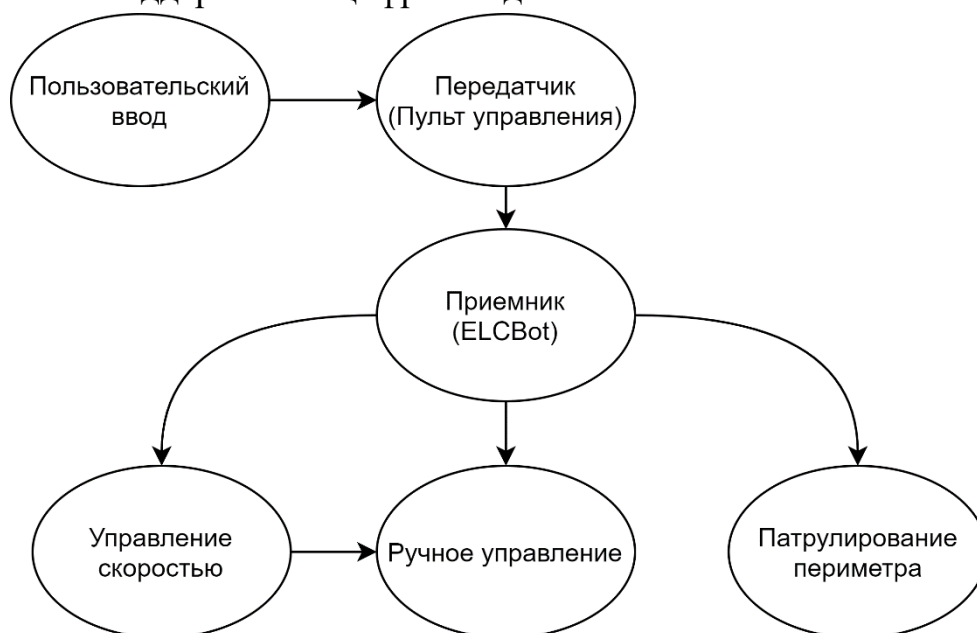 Пользовательский
ввод
Передатчик
(Пульт управления)
Приемник
(ELCBot)
Управление
скоростью
Ручное управление
Патрулирование
периметра